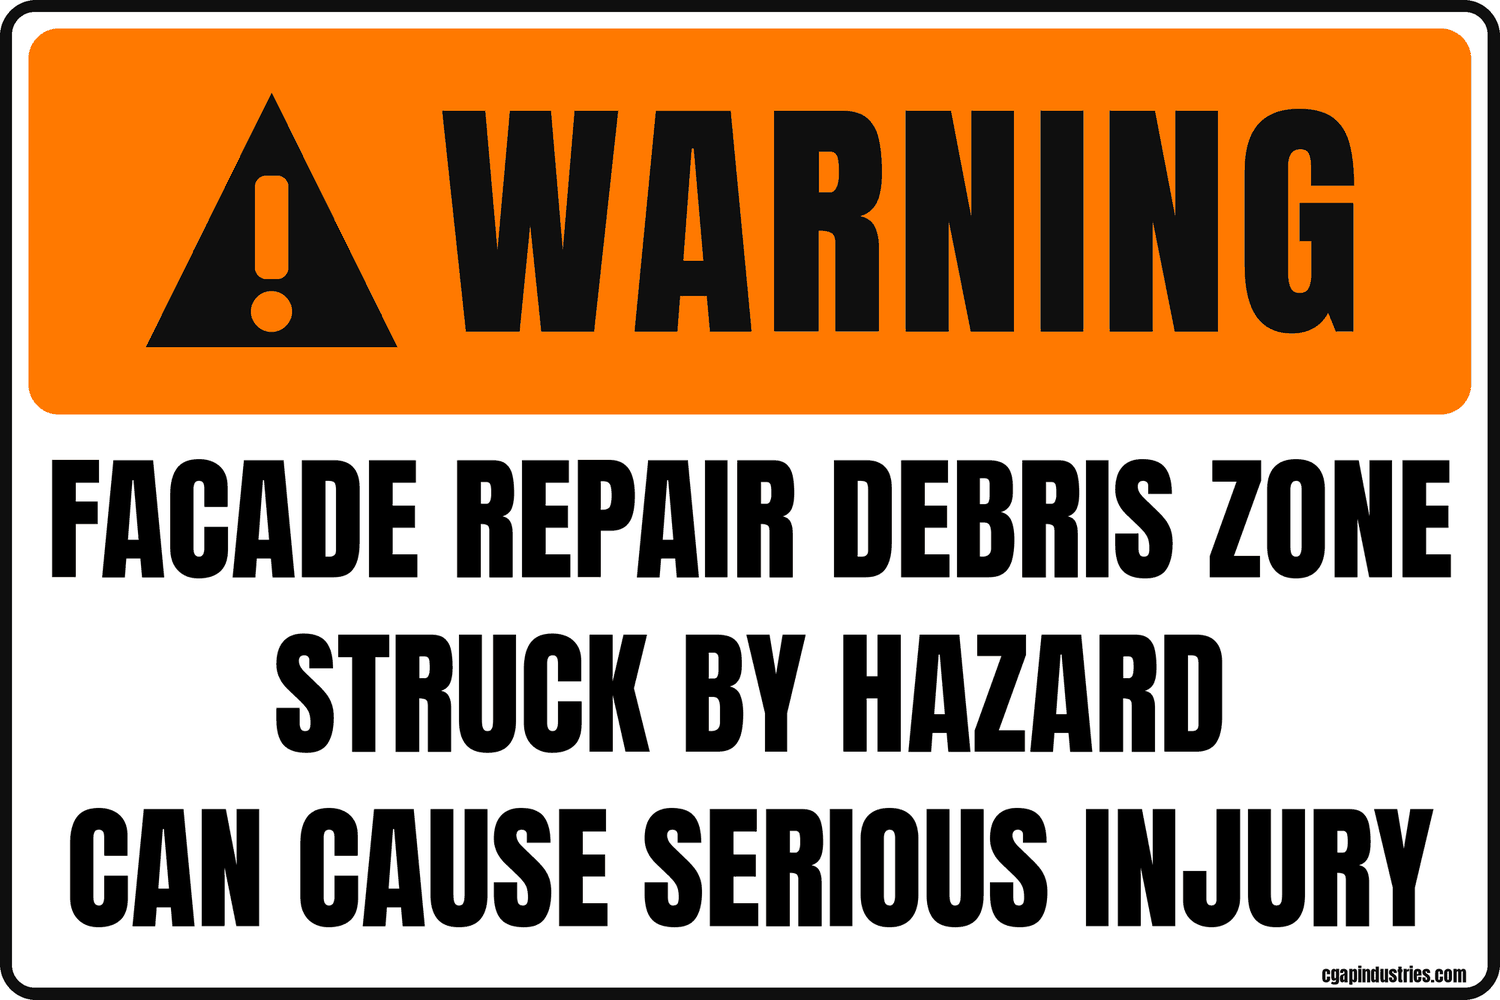 WARNING
FACADE REPAIR DEBRIS ZONE
STRUCK BY HAZARD
CAN CAUSE SERIOUS INJURY
cgapindustries.com